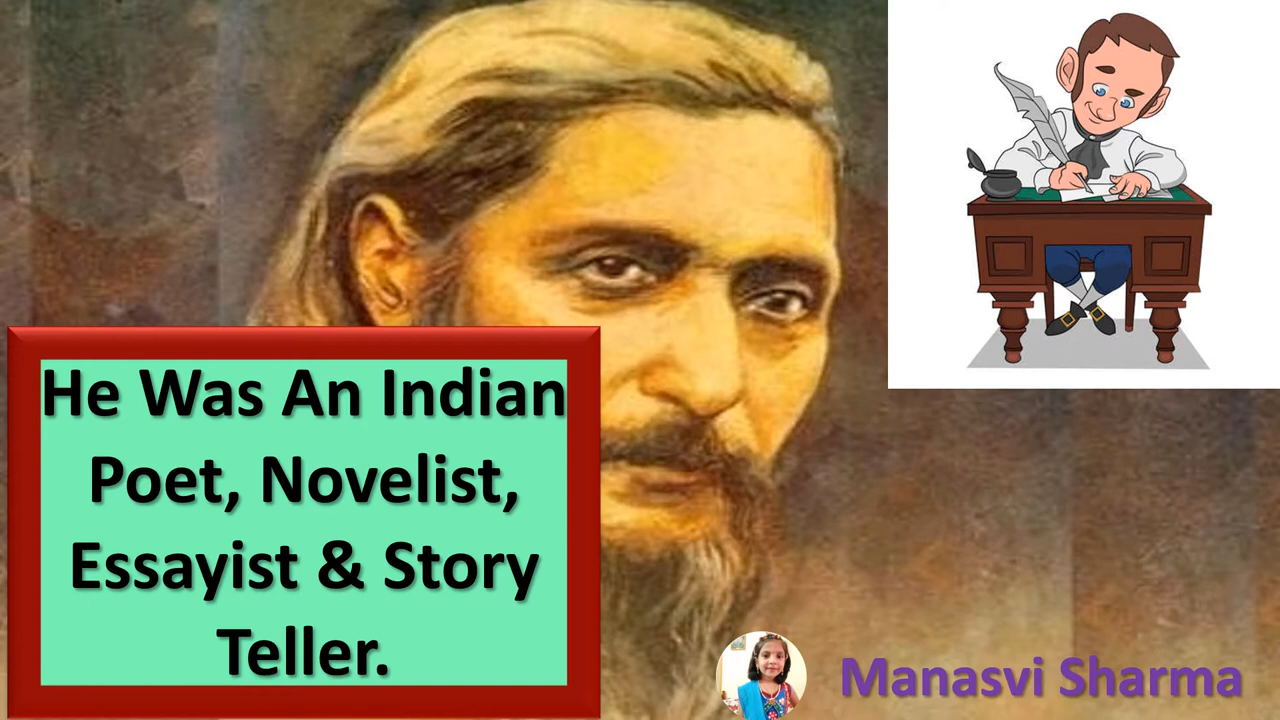 He Was An Indian
Poet, Novelist,
Essayist & Story
Teller.
Manasvi Sharma